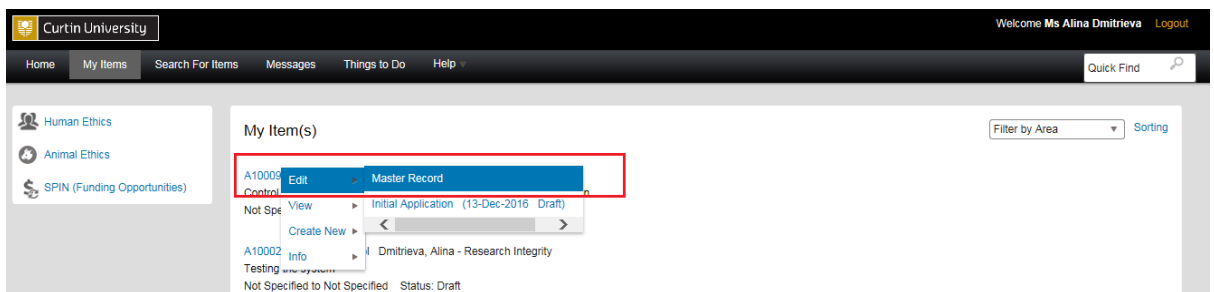 Curtin University
Welcome Ms Alina Dmitrieva Logout
Home My Items Search For Items Messages Things to Do Help
Quick Find
Human Ethics
Animal Ethics
SPIN (Funding Opportunities)
My Item(s)
Filter by Area Sorting
A10009
Edit Master Record
Control
Not Spe
View Initial Application (13-Dec-2016 Draft)
Create New
A10002 Dmitrieva, Alina - Research Integrity
Info
Testing the system
Not Specified to Not Specified Status: Draft